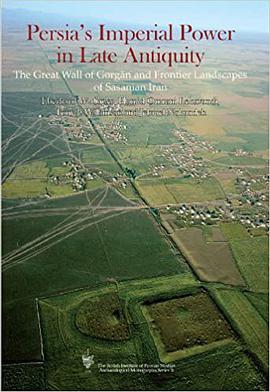 Persia's Imperial Power
in Late Antiquity
The Great Wall of Gorgān and Frontier Landscapes
of Sasanian Iran
The British Institute of Persian Studies
Archaeological Monographs Series